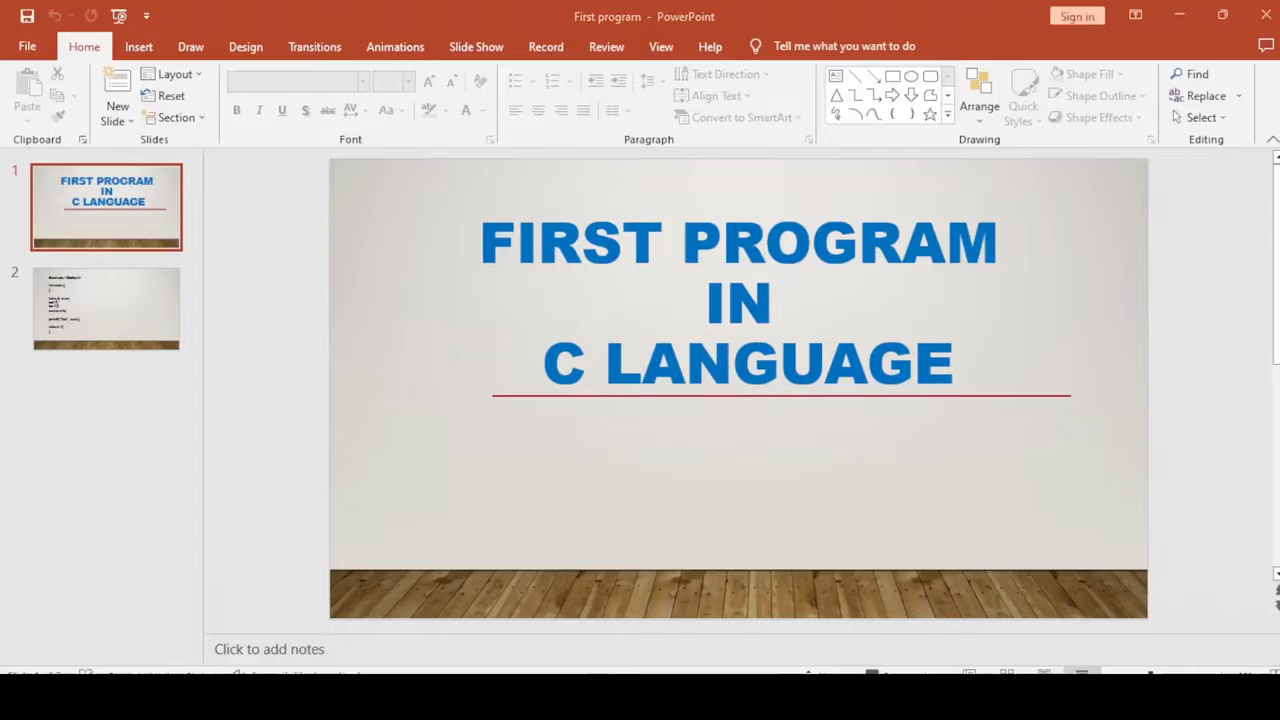 First program - PowerPoint
Sign in
File Home Insert Draw Design Transitions Animations Slide Show Record Review View Help Tell me what you want to do
Paste
New
Slide
Layout
Reset
Section
B I U S abc AV Aa A
Text Direction
Align Text
Convert to SmartArt
Arrange
Quick
Styles
Shape Fill
Shape Outline
Shape Effects
Find
Replace
Select
Clipboard Slides Font Paragraph Drawing Editing
1
FIRST PROGRAM
IN
C LANGUAGE
2
FIRST PROGRAM
IN
C LANGUAGE
Click to add notes